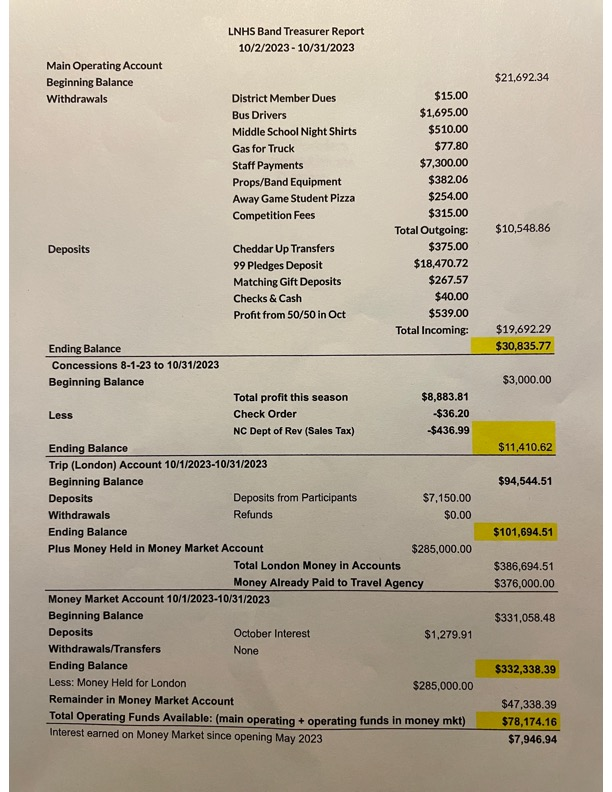 LNHS Band Treasurer Report
10/2/2023 - 10/31/2023
Main Operating Account
Beginning Balance $21,692.34
Withdrawals District Member Dues $15.00
Bus Drivers $1,695.00
Middle School Night Shirts $510.00
Gas for Truck $77.80
Staff Payments $7,300.00
Props/Band Equipment $382.06
Away Game Student Pizza $254.00
Competition Fees $315.00
Total Outgoing: $10,548.86
Deposits Cheddar Up Transfers $375.00
99 Pledges Deposit $18,470.72
Matching Gift Deposits $267.57
Checks & Cash $40.00
Profit from 50/50 in Oct $539.00
Total Incoming: $19,692.29
Ending Balance $30,835.77
Concessions 8-1-23 to 10/31/2023
Beginning Balance $3,000.00
Total profit this season $8,883.81
Less Check Order -$36.20
NC Dept of Rev (Sales Tax) -$436.99
Ending Balance $11,410.62
Trip (London) Account 10/1/2023-10/31/2023
Beginning Balance $94,544.51
Deposits Deposits from Participants $7,150.00
Withdrawals Refunds $0.00
Ending Balance $101,694.51
Plus Money Held in Money Market Account $285,000.00
Total London Money in Accounts $386,694.51
Money Already Paid to Travel Agency $376,000.00
Money Market Account 10/1/2023-10/31/2023
Beginning Balance $331,058.48
Deposits October Interest $1,279.91
Withdrawals/Transfers None
Ending Balance $332,338.39
Less: Money Held for London $285,000.00
Remainder in Money Market Account $47,338.39
Total Operating Funds Available: (main operating + operating funds in money mkt) $78,174.16
Interest earned on Money Market since opening May 2023 $7,946.94